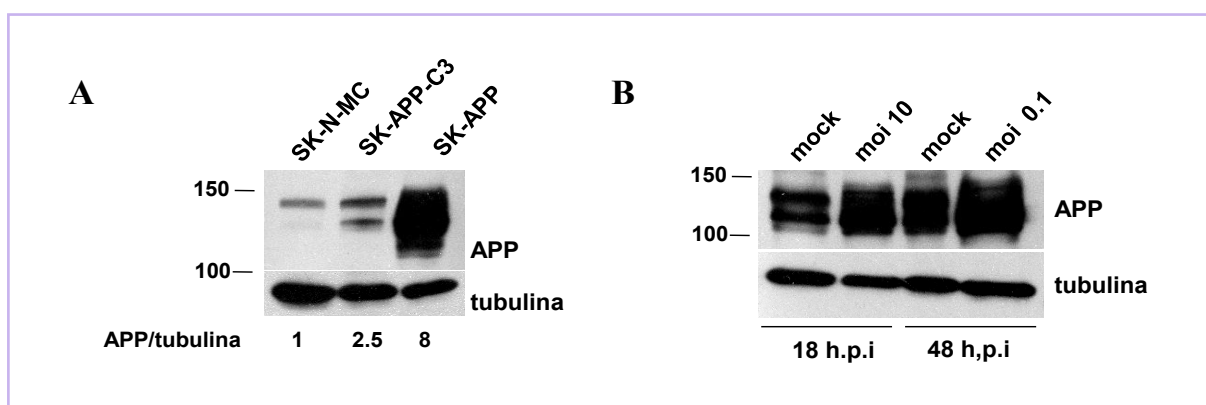 A
SK-N-MC
SK-APP-C3
SK-APP
150
APP
100
tubulina
APP/tubulina 1 2.5 8
B
mock
moi 10
mock
moi 0.1
150
APP
100
tubulina
18 h.p.i 48 h,p.i